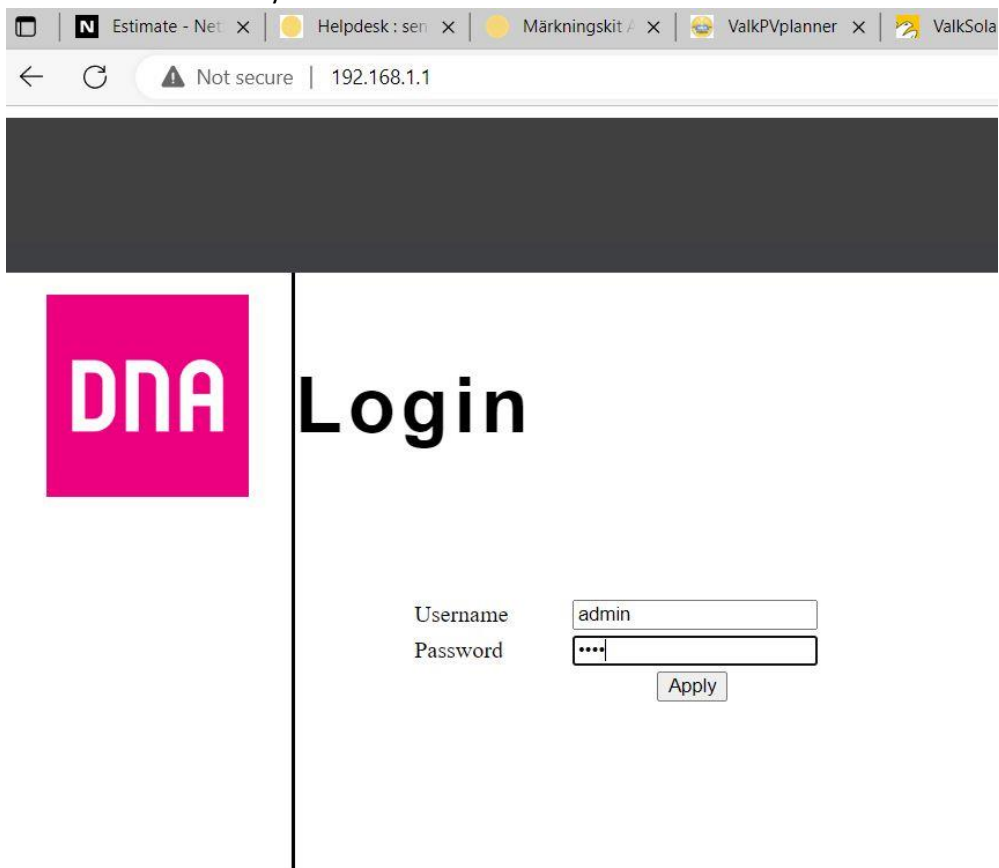 Estimate - Net
Helpdesk : sen
Märkningskit A
ValkPVplanner
ValkSola
Not secure | 192.168.1.1
DNA
Login
Username admin
Password ••••
Apply